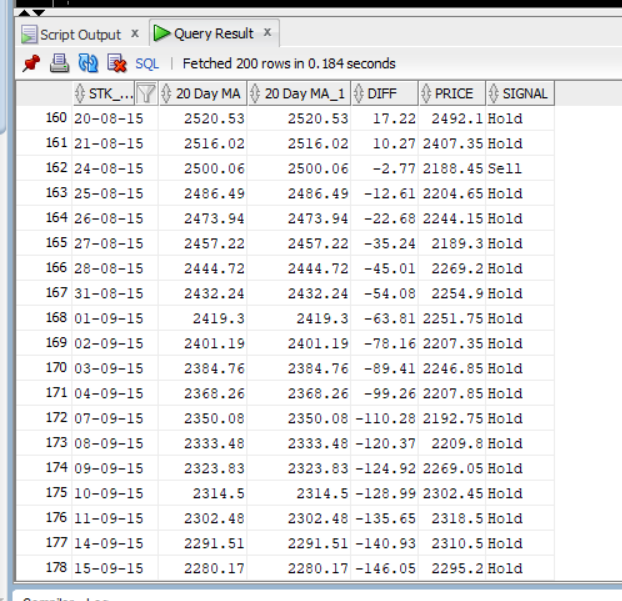 Script Output x Query Result x
SQL | Fetched 200 rows in 0.184 seconds
STK_... 20 Day MA 20 Day MA_1 DIFF PRICE SIGNAL
160 20-08-15 2520.53 2520.53 17.22 2492.1 Hold
161 21-08-15 2516.02 2516.02 10.27 2407.35 Hold
162 24-08-15 2500.06 2500.06 -2.77 2188.45 Sell
163 25-08-15 2486.49 2486.49 -12.61 2204.65 Hold
164 26-08-15 2473.94 2473.94 -22.68 2244.15 Hold
165 27-08-15 2457.22 2457.22 -35.24 2189.3 Hold
166 28-08-15 2444.72 2444.72 -45.01 2269.2 Hold
167 31-08-15 2432.24 2432.24 -54.08 2254.9 Hold
168 01-09-15 2419.3 2419.3 -63.81 2251.75 Hold
169 02-09-15 2401.19 2401.19 -78.16 2207.35 Hold
170 03-09-15 2384.76 2384.76 -89.41 2246.85 Hold
171 04-09-15 2368.26 2368.26 -99.26 2207.85 Hold
172 07-09-15 2350.08 2350.08 -110.28 2192.75 Hold
173 08-09-15 2333.48 2333.48 -120.37 2209.8 Hold
174 09-09-15 2323.83 2323.83 -124.92 2269.05 Hold
175 10-09-15 2314.5 2314.5 -128.99 2302.45 Hold
176 11-09-15 2302.48 2302.48 -135.65 2318.5 Hold
177 14-09-15 2291.51 2291.51 -140.93 2310.5 Hold
178 15-09-15 2280.17 2280.17 -146.05 2295.2 Hold